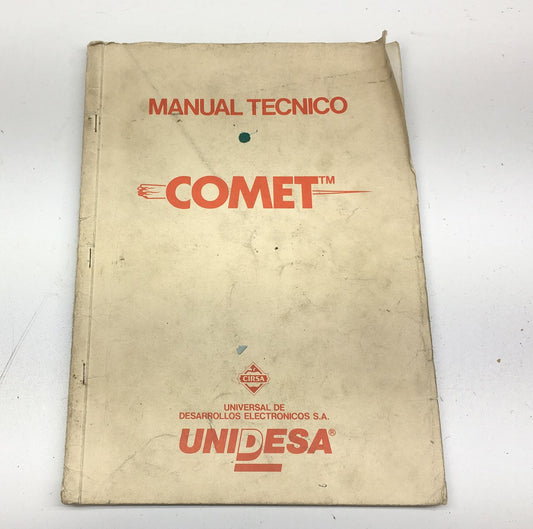 MANUAL TECNICO
COMET™
CIRSA
UNIVERSAL DE
DESARROLLOS ELECTRONICOS S.A.
UNIDESA®